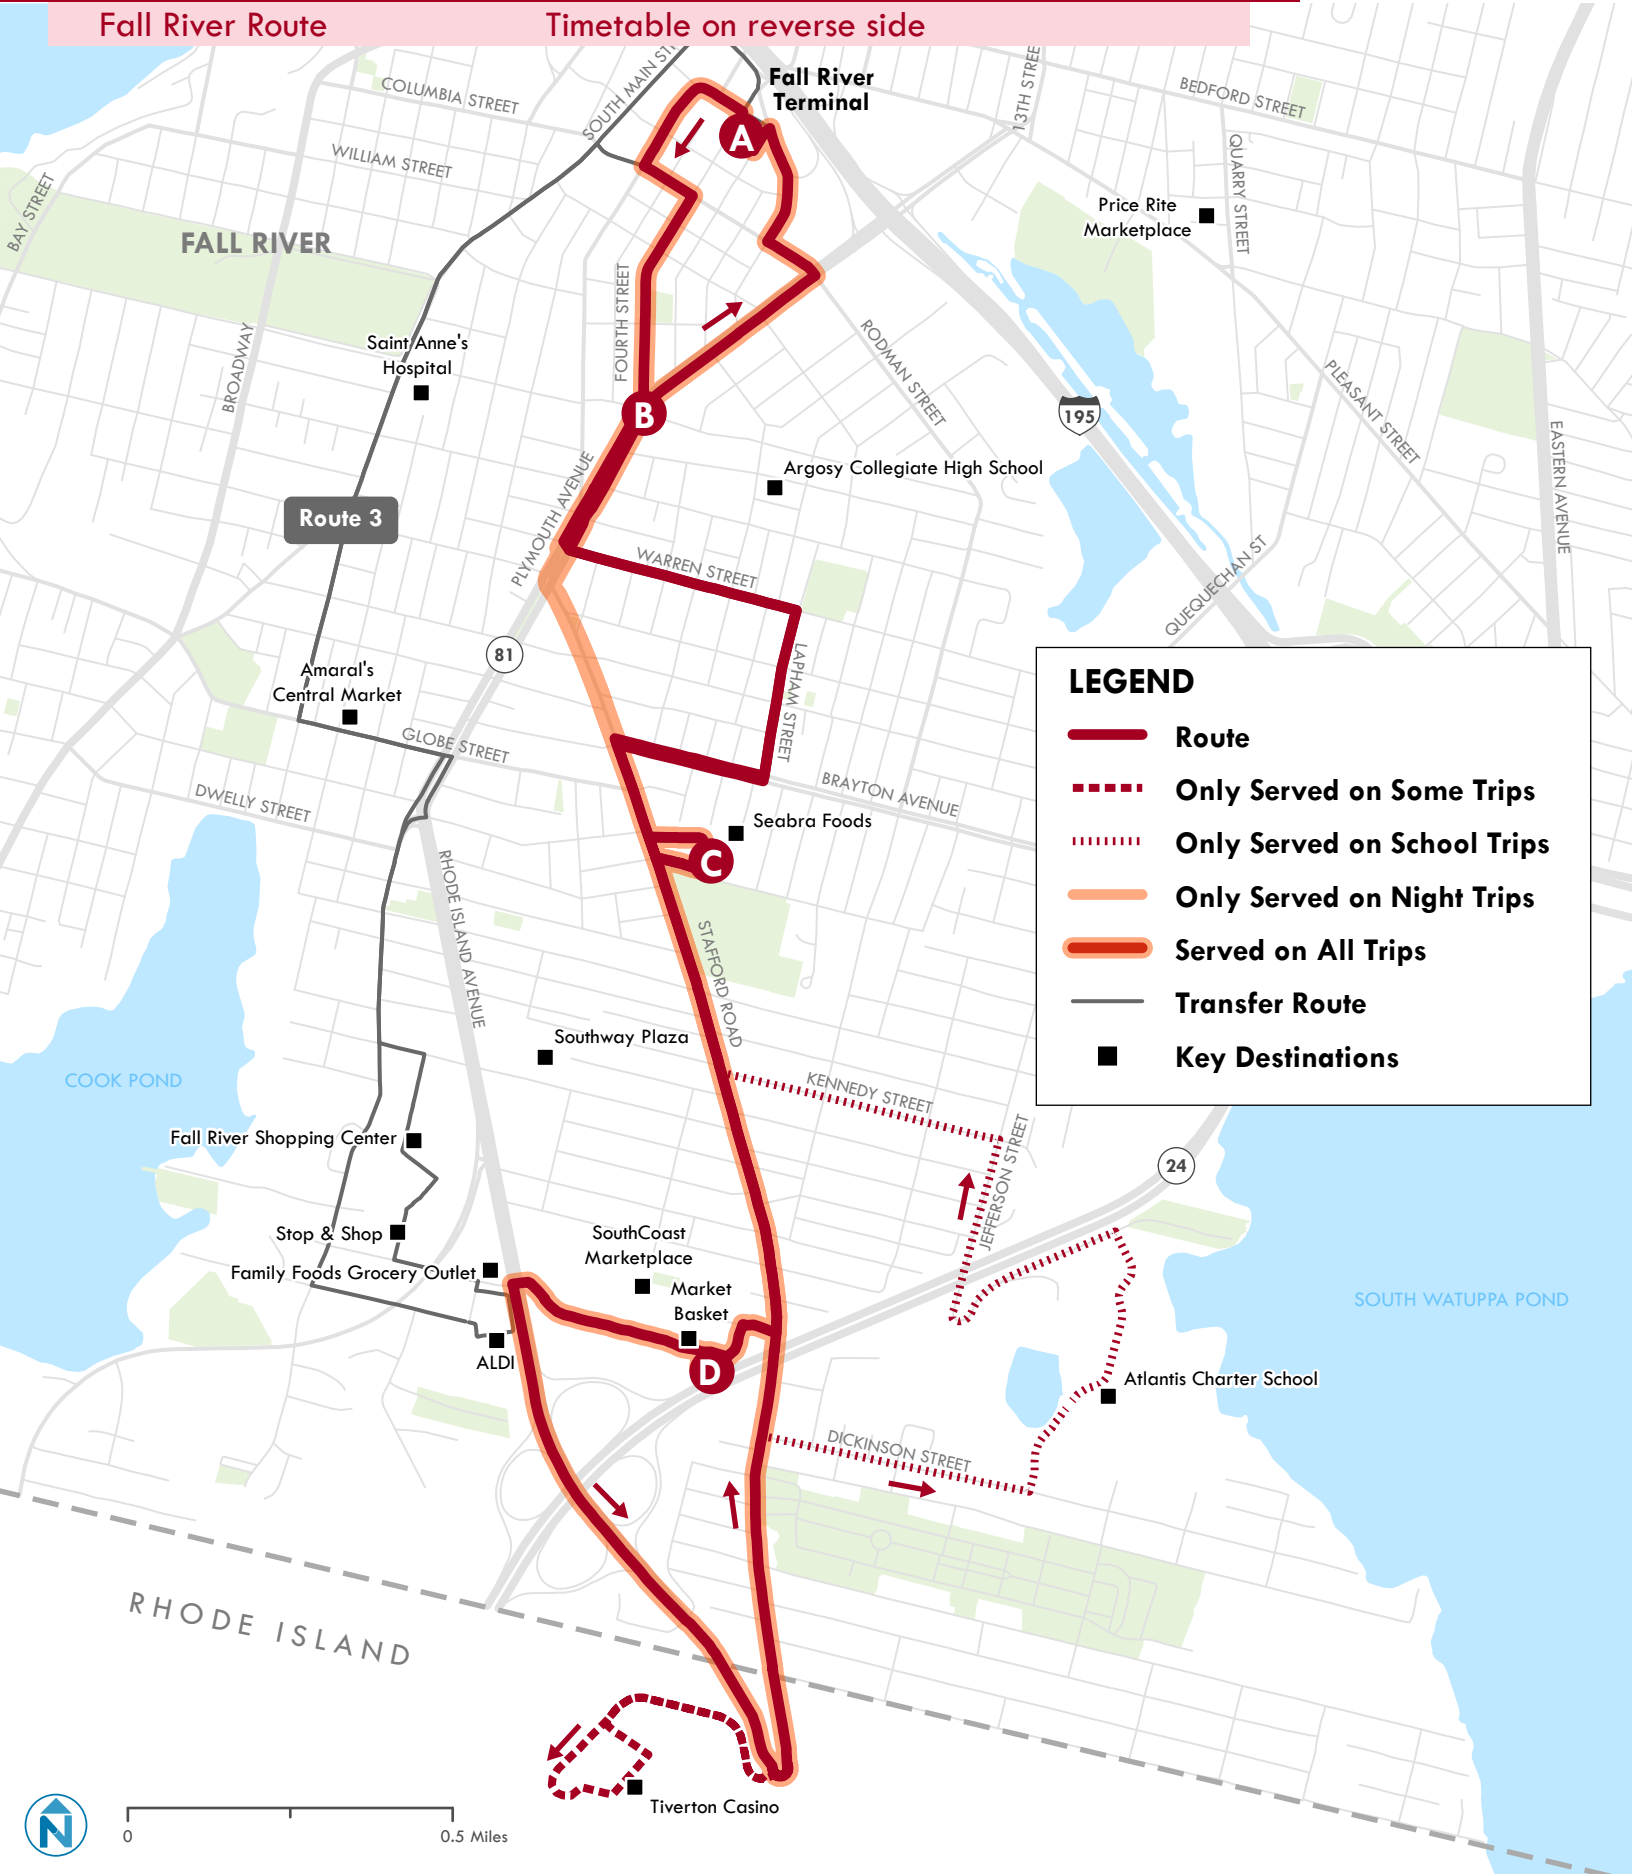 Fall River Route
Timetable on reverse side
SOUTH MAIN ST
Fall River
Terminal
13TH STREE
COLUMBIA STREET
BEDFORD STREET
A
WILLIAM STREET
QUARRY STREET
BAY STREET
Price Rite
Marketplace
FALL RIVER
FOURTH STREET
Saint Anne's
Hospital
BROADWAY
RODMAN STREET
PLEASANT STREET
B
195
EASTERN AVENUE
Argosy Collegiate High School
PLYMOUTH AVENUE
Route 3
WARREN STREET
QUEQUECHAN ST
81
LAPHAM STREET
Amaral's
Central Market
GLOBE STREET
BRAYTON AVENUE
DWELLY STREET
Seabra Foods
C
LEGEND
Route
Only Served on Some Trips
Only Served on School Trips
Only Served on Night Trips
Served on All Trips
Transfer Route
Key Destinations
RHODE ISLAND AVENUE
STAFFORD ROAD
Southway Plaza
COOK POND
KENNEDY STREET
Fall River Shopping Center
JEFFERSON STREET
24
Stop & Shop
SouthCoast
Marketplace
Family Foods Grocery Outlet
Market
Basket
SOUTH WATUPPA POND
ALDI
D
Atlantis Charter School
DICKINSON STREET
RHODE ISLAND
Tiverton Casino
N
0
0.5 Miles